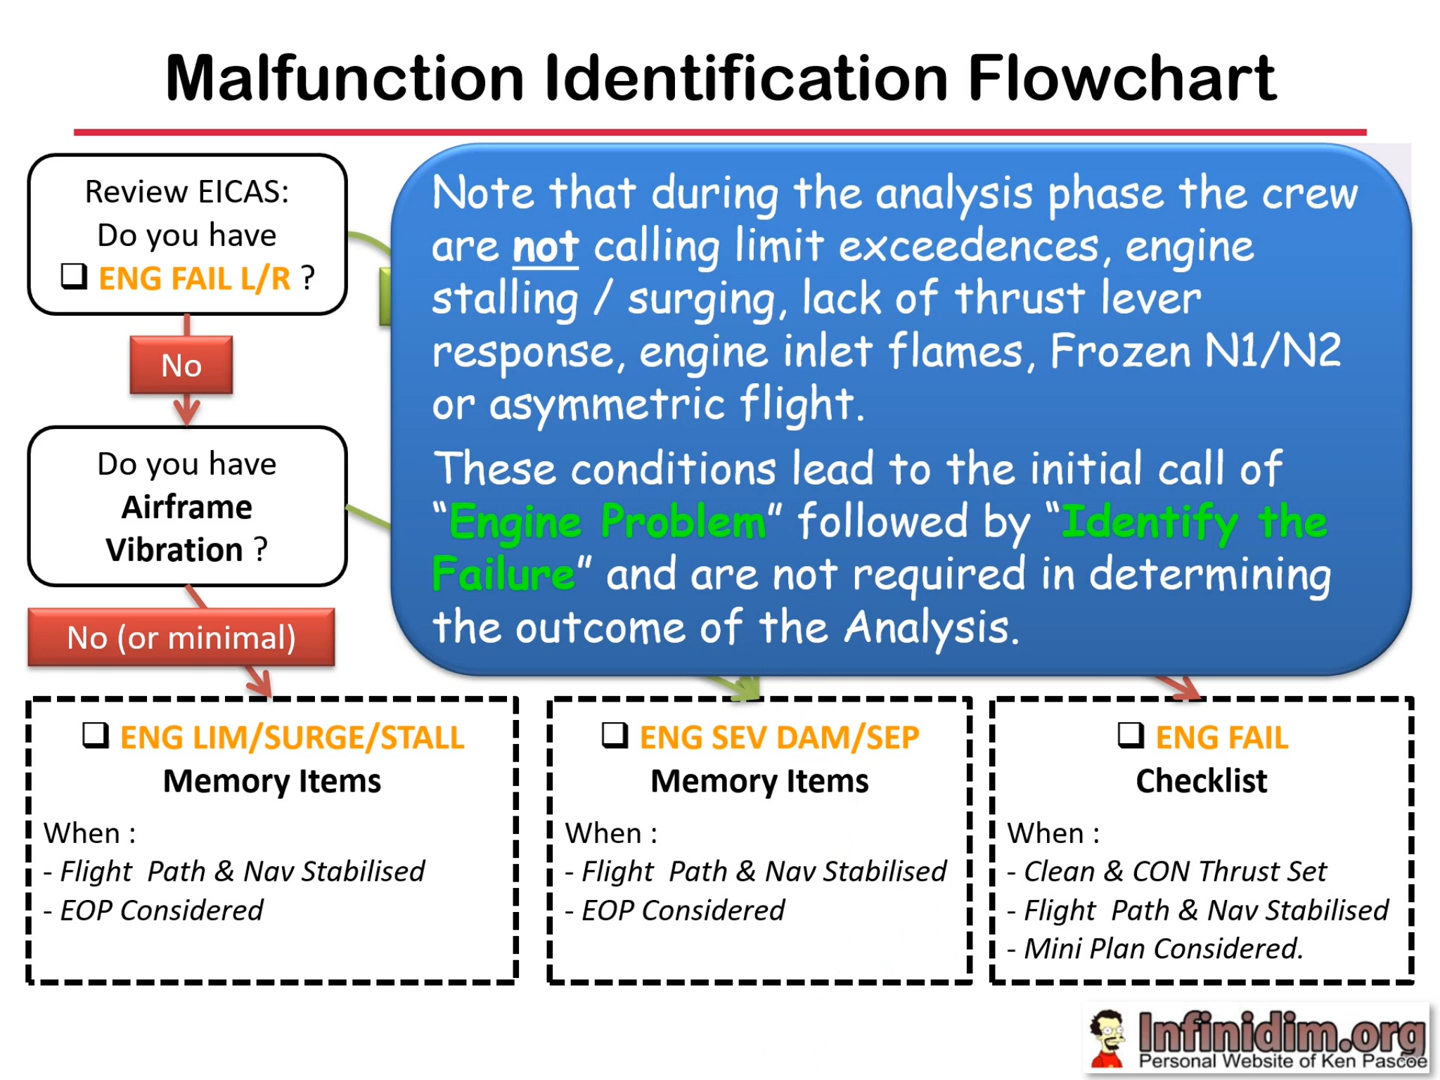 Malfunction Identification Flowchart
Review EICAS:
Do you have
❑ ENG FAIL L/R ?
No
Do you have
Airframe
Vibration ?
No (or minimal)
Note that during the analysis phase the crew
are not calling limit exceedences, engine
stalling / surging, lack of thrust lever
response, engine inlet flames, Frozen N1/N2
or asymmetric flight.
These conditions lead to the initial call of
“Engine Problem” followed by “Identify the
Failure” and are not required in determining
the outcome of the Analysis.
❑ ENG LIM/SURGE/STALL
Memory Items
When :
- Flight Path & Nav Stabilised
- EOP Considered
❑ ENG SEV DAM/SEP
Memory Items
When :
- Flight Path & Nav Stabilised
- EOP Considered
❑ ENG FAIL
Checklist
When :
- Clean & CON Thrust Set
- Flight Path & Nav Stabilised
- Mini Plan Considered.
Infinidim.org
Personal Website of Ken Pascoe